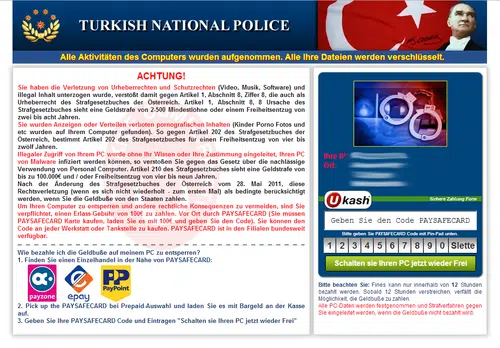 TURKISH NATIONAL POLICE
Alle Aktivitäten des Computers wurden aufgenommen. Alle Ihre Dateien werden verschlüsselt.
ACHTUNG!
Sie haben die Verletzung von Urheberrechten und Schutzrechten (Video, Musik, Software) und
illegal Inhalt unterzogen wurde, verstößt damit gegen Artikel 1, Abschnitt 8, Ziffer 8, die auch als
Urheberrecht des Strafgesetzbuches der Österreich. Artikel 1, Abschnitt 8, 8 Ursache des
Strafgesetzbuches sieht eine Geldstrafe von 2-500 Mindestlöhne oder einem Freiheitsentzug von
zwei bis acht Jahren.
Sie wurden Anzeigen oder Verteilen verboten pornografischen Inhalten (Kinder Porno Fotos und
etc wurden auf Ihrem Computer gefunden). So gegen Artikel 202 des Strafgesetzbuches der
Österreich, bestimmt Artikel 202 des Strafgesetzbuches für einen Freiheitsentzug von vier bis
zwölf Jahren.
Illegaler Zugriff von Ihrem PC wurde ohne Ihr Wissen oder Ihre Zustimmung eingeleitet, Ihren PC
von Malware infiziert werden können, so verstoßen Sie gegen das Gesetz über die nachlässige
Verwendung von Personal Computer. Artikel 210 des Strafgesetzbuches sieht eine Geldstrafe von
bis zu 100.000€ und / oder Freiheitsentzug von vier bis neun Jahren.
Nach der Änderung des Strafgesetzbuches der Österreich vom 28. Mai 2011, diese
Rechtsverletzung (wenn es sich nicht wiederholt - zum ersten Mal) als bedingte berücksichtigt
werden, wenn Sie die Geldbuße von den Staaten zahlen.
Um Ihren Computer zu entsperren und andere rechtliche Konsequenzen zu vermeiden, sind Sie
verpflichtet, einen Erlass-Gebühr von 100€ zu zahlen. Vor Ort durch PAYSAFECARD (Sie müssen
PAYSAFECARD Karte kaufen, laden Sie es mit 100€ und geben Sie den Code). Sie können den
Code an jeder Werkstatt oder Tankstelle zu kaufen. PAYSAFECARD ist in den Filialen bundesweit
verfügbar.
Wie bezahle ich die Geldbuße auf meinem PC zu entsperren?
1. Finden Sie einen Einzelhandel in der Nähe von PAYSAFECARD:
payzone
epay
PayPoint
2. Pick up the PAYSAFECARD bei Prepaid-Auswahl und laden Sie es mit Bargeld an der Kasse
auf.
3. Geben Sie Ihre PAYSAFECARD Code und Eintragen "Schalten sie Ihren PC jetzt wieder Frei"
Ihre IP
Ort:
Ukash
Sichere Zahlung Form
Geben Sie den Code PAYSAFECARD
Bitte geben Sie PAYSAFECARD Code mit Pin-Pad unten.
1 2 3 4 5 6 7 8 9 0 Slette
Schalten sie Ihren PC jetzt wieder Frei
Bitte beachten Sie: Fines kann nur innerhalb von 12 Stunden
bezahlt werden. Sobald 12 Stunden verstreichen, verfällt die
Möglichkeit, die Geldbuße zu zahlen.
Alle PC-Daten werden festgenommen und Strafverfahren gegen
Sie eingeleitet werden, wenn die Geldbuße nicht bezahlt wird.